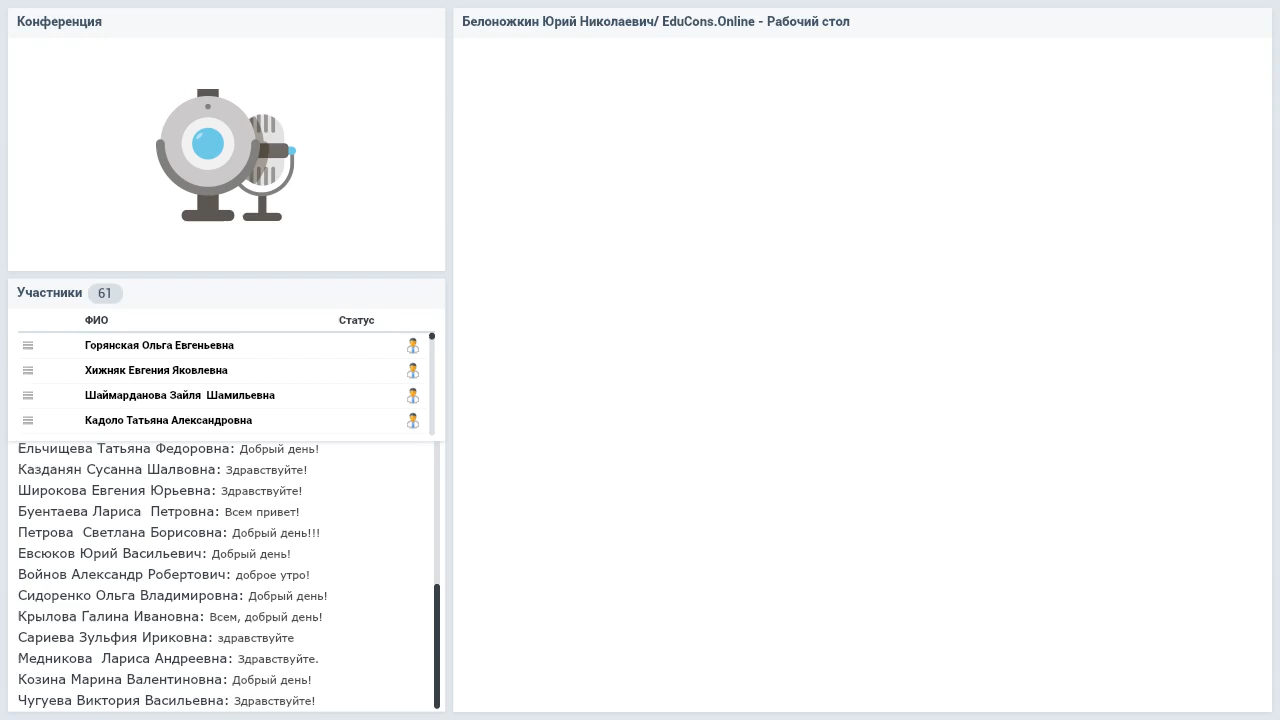 Конференция
Белоножкин Юрий Николаевич/ EduCons.Online - Рабочий стол
Участники 61
ФИО Статус
Горянская Ольга Евгеньевна
Хижняк Евгения Яковлевна
Шаймарданова Зайля  Шамильевна
Кадоло Татьяна Александровна
Ельчищева Татьяна Федоровна: Добрый день!
Казданян Сусанна Шалвовна: Здравствуйте!
Широкова Евгения Юрьевна: Здравствуйте!
Буентаева Лариса  Петровна: Всем привет!
Петрова  Светлана Борисовна: Добрый день!!!
Евсюков Юрий Васильевич: Добрый день!
Войнов Александр Робертович: доброе утро!
Сидоренко Ольга Владимировна: Добрый день!
Крылова Галина Ивановна: Всем, добрый день!
Сариева Зульфия Ириковна: здравствуйте
Медникова  Лариса Андреевна: Здравствуйте.
Козина Марина Валентиновна: Добрый день!
Чугуева Виктория Васильевна: Здравствуйте!